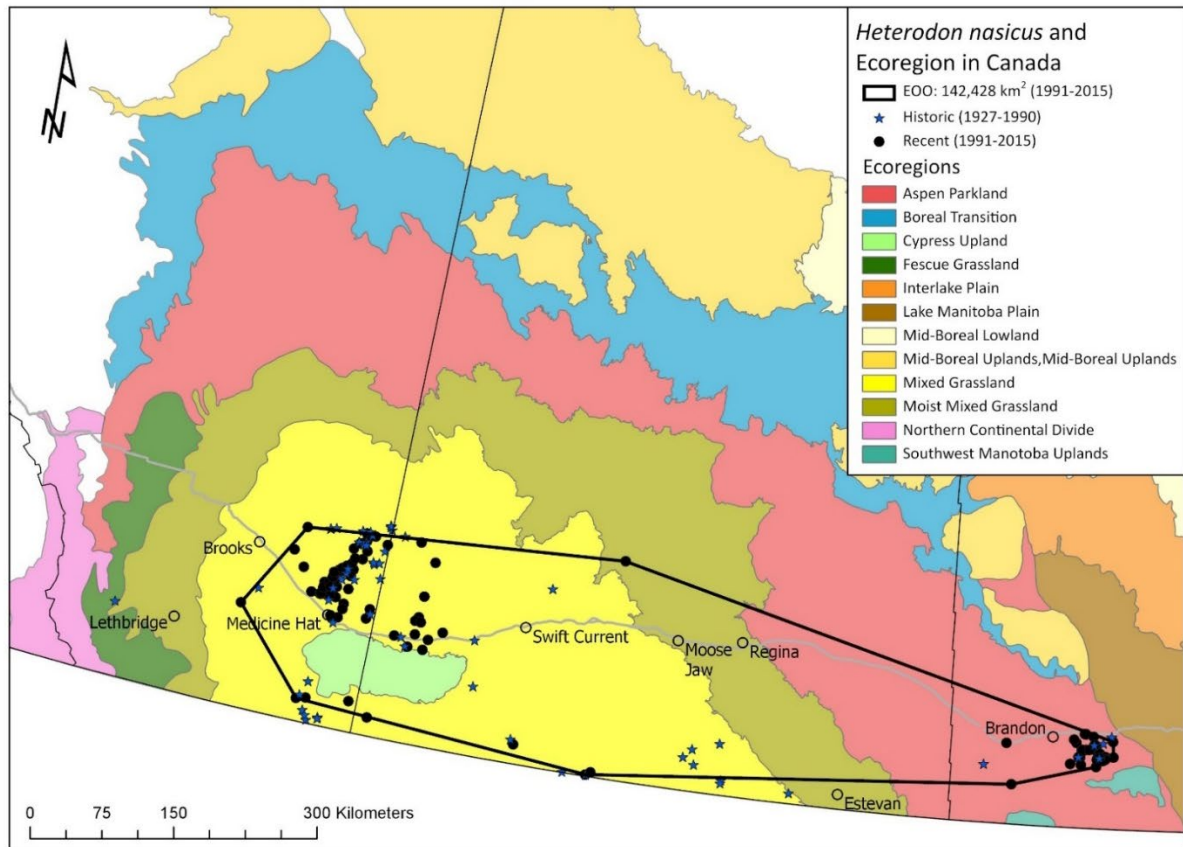 Heterodon nasicus and
Ecoregion in Canada
EOO: 142,428 km² (1991-2015)
Historic (1927-1990)
Recent (1991-2015)
Ecoregions
Aspen Parkland
Boreal Transition
Cypress Upland
Fescue Grassland
Interlake Plain
Lake Manitoba Plain
Mid-Boreal Lowland
Mid-Boreal Uplands,Mid-Boreal Uplands
Mixed Grassland
Moist Mixed Grassland
Northern Continental Divide
Southwest Manotoba Uplands
N
Brooks
Lethbridge
Medicine Hat
Swift Current
Moose
Jaw
Regina
Brandon
Estevan
0 75 150 300 Kilometers